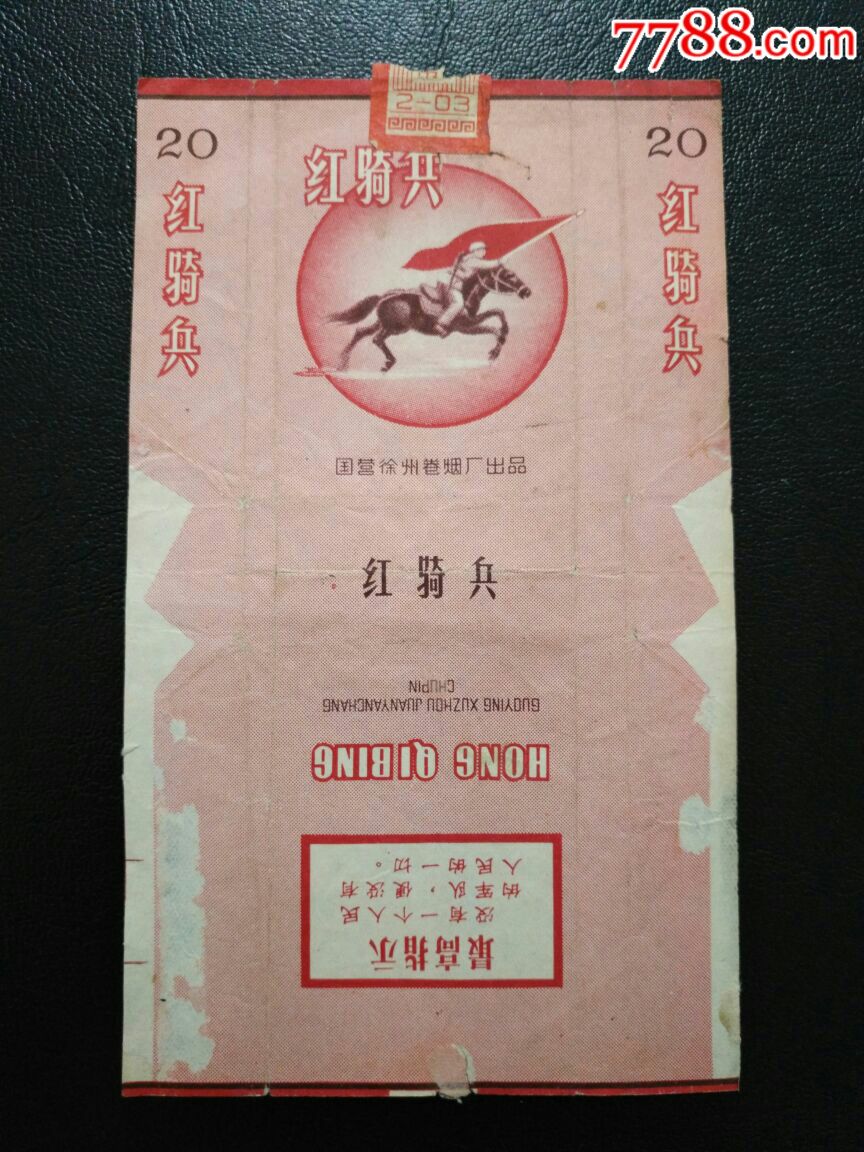 7788.com
2-03
20
红骑兵
20
红骑兵
红骑兵
国营徐州卷烟厂出品
红骑兵
HONG QIBING
GUOYING XUZHOU JUANYANCHANG
CHUPIN
最高指示
没有一个人民
的军队，便没有
人民的一切。